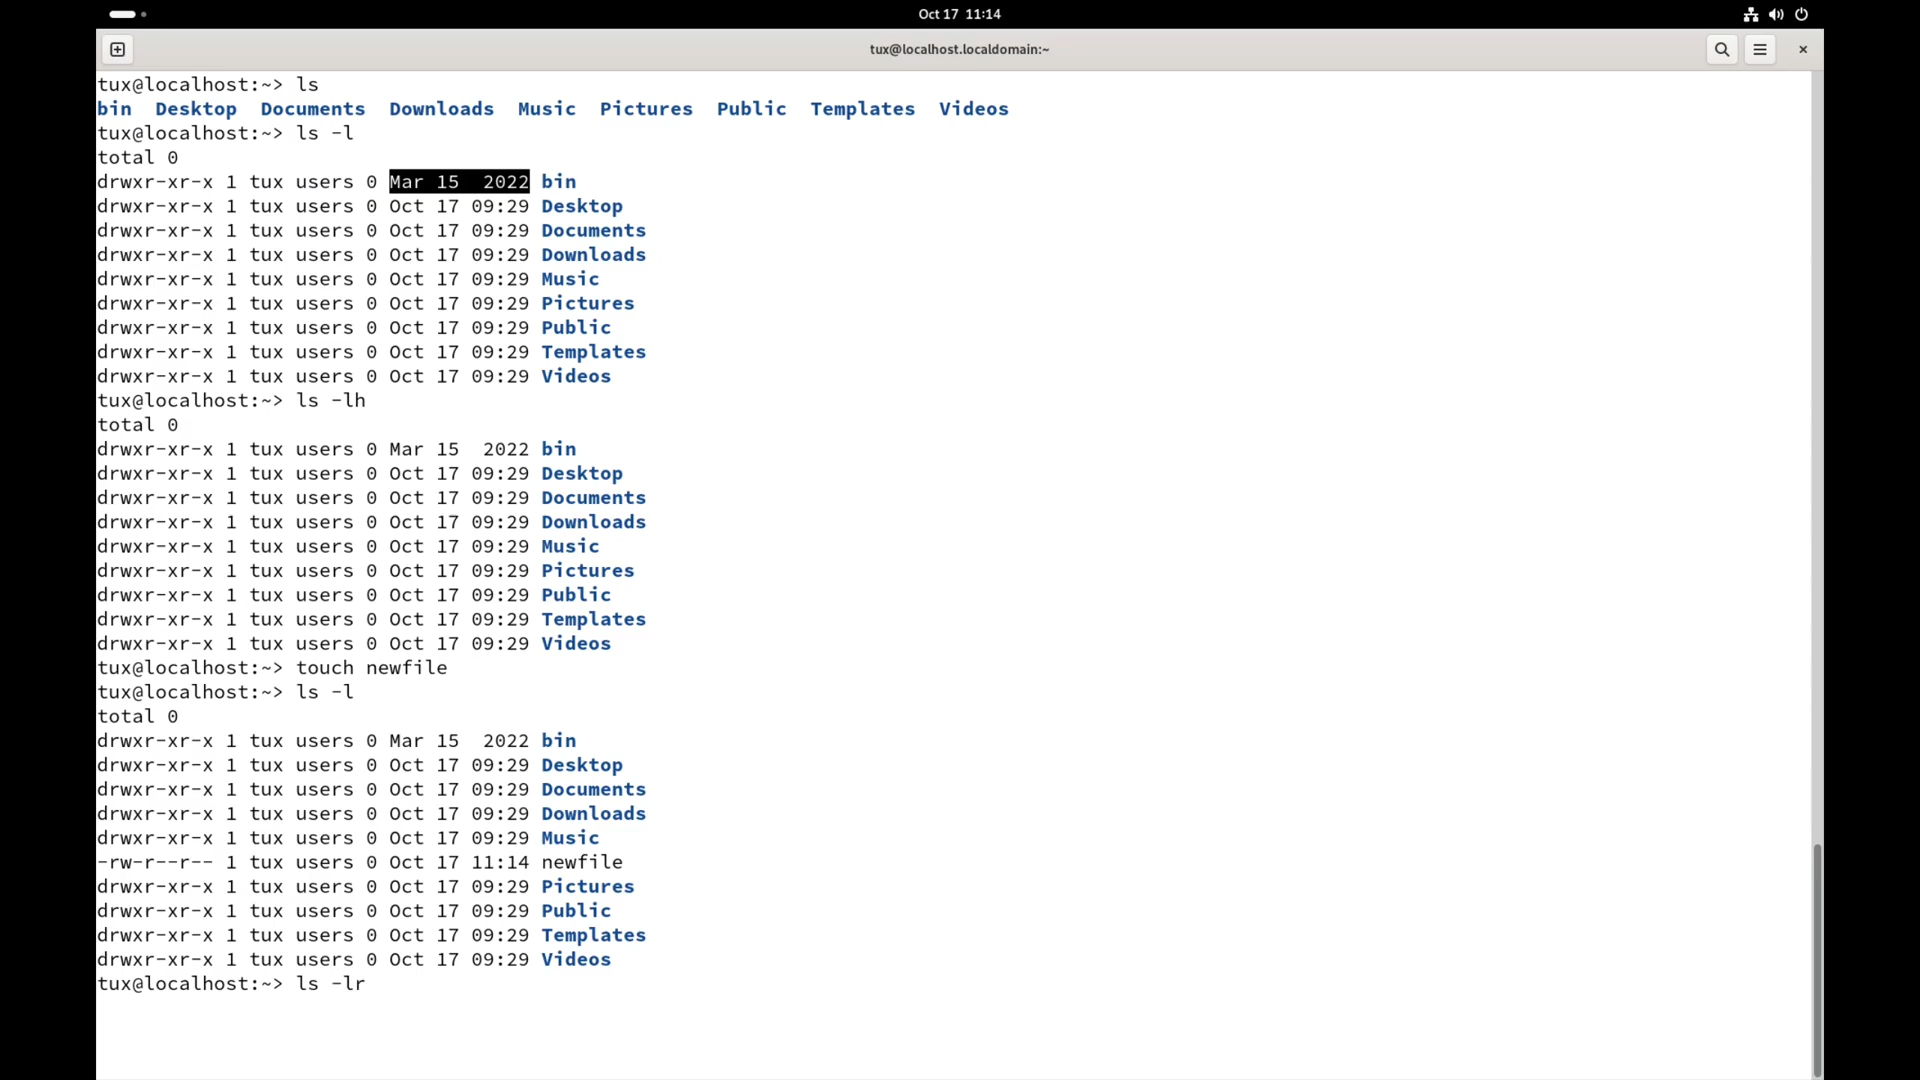 Oct 17 11:14
tux@localhost.localdomain:~
tux@localhost:~> ls
bin  Desktop  Documents  Downloads  Music  Pictures  Public  Templates  Videos
tux@localhost:~> ls -l
total 0
drwxr-xr-x 1 tux users 0 Mar 15  2022 bin
drwxr-xr-x 1 tux users 0 Oct 17 09:29 Desktop
drwxr-xr-x 1 tux users 0 Oct 17 09:29 Documents
drwxr-xr-x 1 tux users 0 Oct 17 09:29 Downloads
drwxr-xr-x 1 tux users 0 Oct 17 09:29 Music
drwxr-xr-x 1 tux users 0 Oct 17 09:29 Pictures
drwxr-xr-x 1 tux users 0 Oct 17 09:29 Public
drwxr-xr-x 1 tux users 0 Oct 17 09:29 Templates
drwxr-xr-x 1 tux users 0 Oct 17 09:29 Videos
tux@localhost:~> ls -lh
total 0
drwxr-xr-x 1 tux users 0 Mar 15  2022 bin
drwxr-xr-x 1 tux users 0 Oct 17 09:29 Desktop
drwxr-xr-x 1 tux users 0 Oct 17 09:29 Documents
drwxr-xr-x 1 tux users 0 Oct 17 09:29 Downloads
drwxr-xr-x 1 tux users 0 Oct 17 09:29 Music
drwxr-xr-x 1 tux users 0 Oct 17 09:29 Pictures
drwxr-xr-x 1 tux users 0 Oct 17 09:29 Public
drwxr-xr-x 1 tux users 0 Oct 17 09:29 Templates
drwxr-xr-x 1 tux users 0 Oct 17 09:29 Videos
tux@localhost:~> touch newfile
tux@localhost:~> ls -l
total 0
drwxr-xr-x 1 tux users 0 Mar 15  2022 bin
drwxr-xr-x 1 tux users 0 Oct 17 09:29 Desktop
drwxr-xr-x 1 tux users 0 Oct 17 09:29 Documents
drwxr-xr-x 1 tux users 0 Oct 17 09:29 Downloads
drwxr-xr-x 1 tux users 0 Oct 17 09:29 Music
-rw-r--r-- 1 tux users 0 Oct 17 11:14 newfile
drwxr-xr-x 1 tux users 0 Oct 17 09:29 Pictures
drwxr-xr-x 1 tux users 0 Oct 17 09:29 Public
drwxr-xr-x 1 tux users 0 Oct 17 09:29 Templates
drwxr-xr-x 1 tux users 0 Oct 17 09:29 Videos
tux@localhost:~> ls -lr